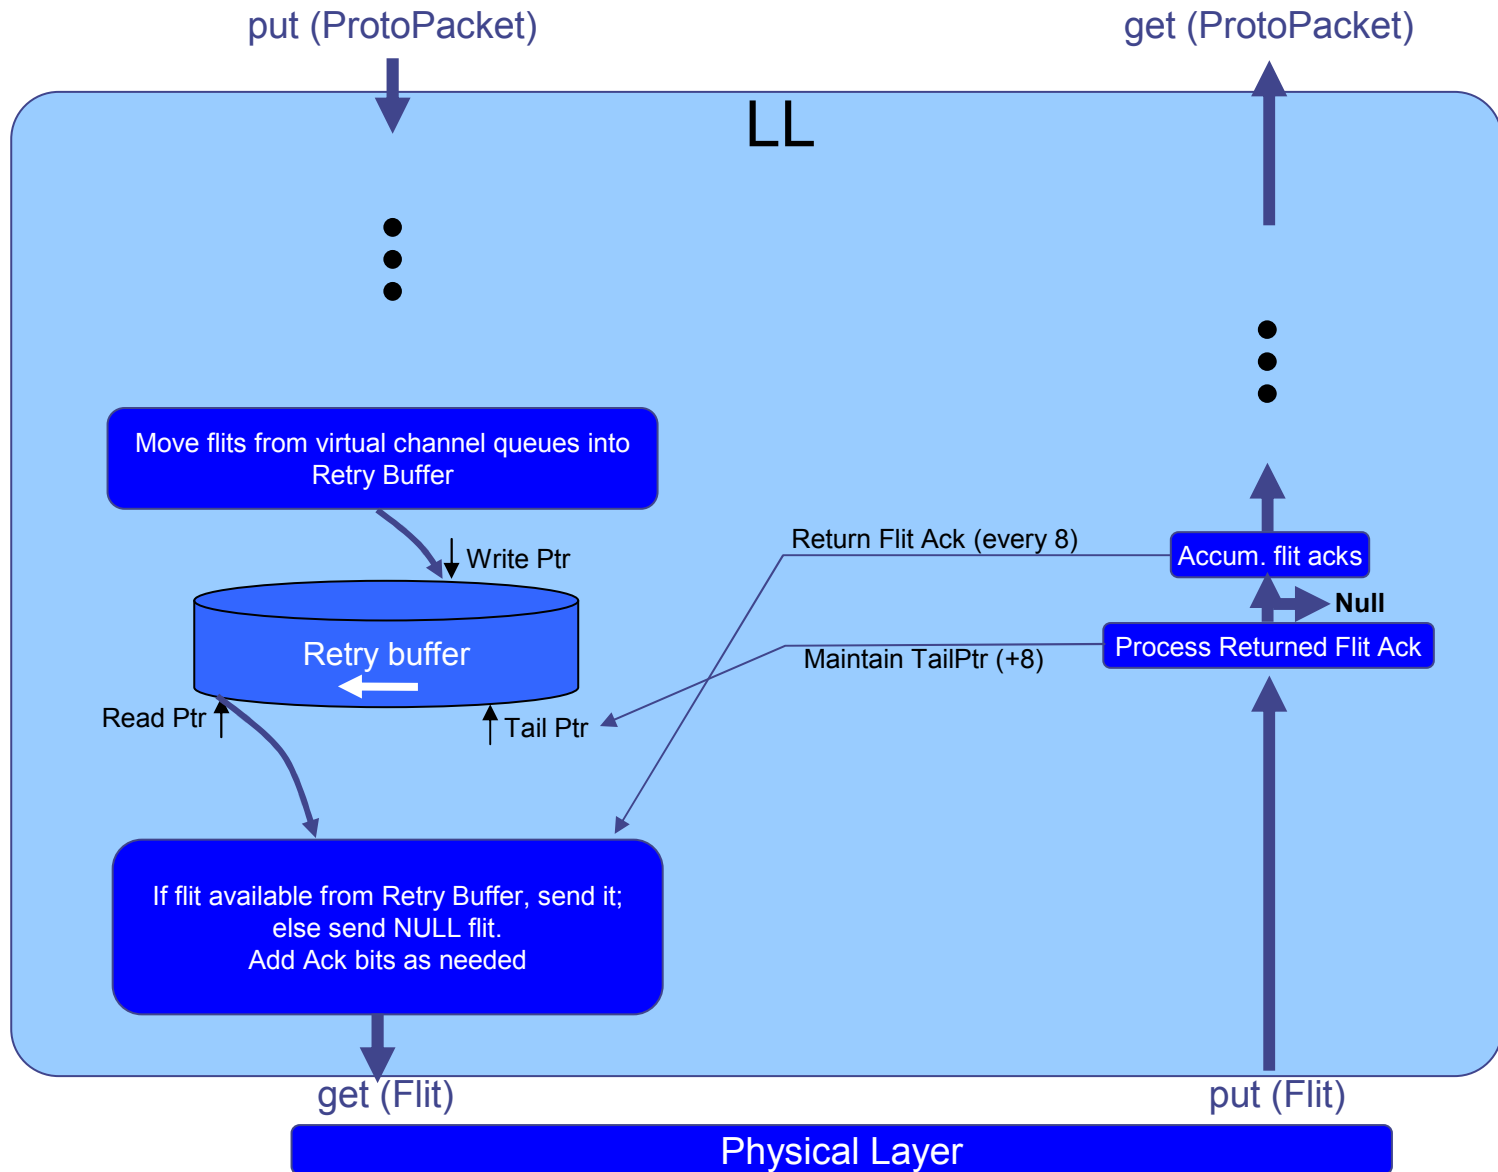 put (ProtoPacket)
get (ProtoPacket)
LL
Move flits from virtual channel queues into
Retry Buffer
Write Ptr
Return Flit Ack (every 8)
Accum. flit acks
Null
Retry buffer
Maintain TailPtr (+8)
Process Returned Flit Ack
Read Ptr
Tail Ptr
If flit available from Retry Buffer, send it;
else send NULL flit.
Add Ack bits as needed
get (Flit)
put (Flit)
Physical Layer